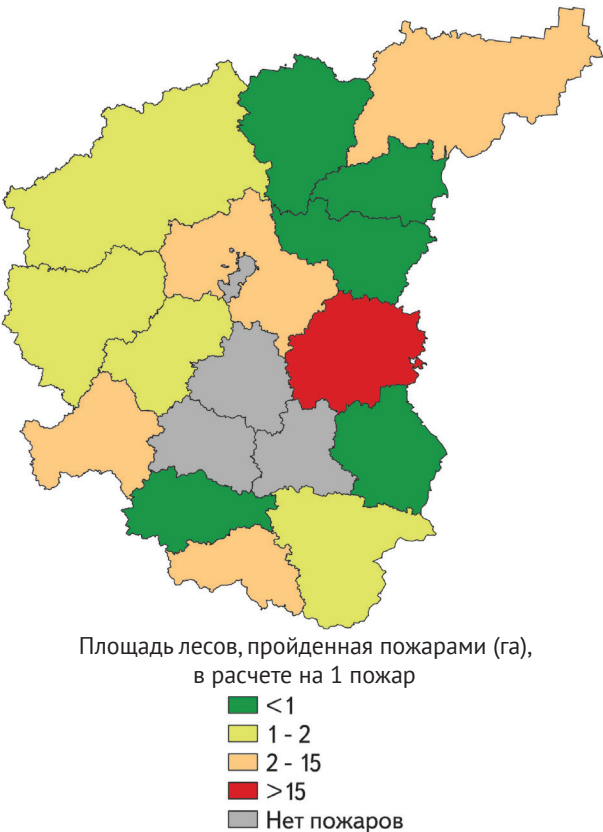 Площадь лесов, пройденная пожарами (га),
в расчете на 1 пожар
<1
1 - 2
2 - 15
>15
Нет пожаров